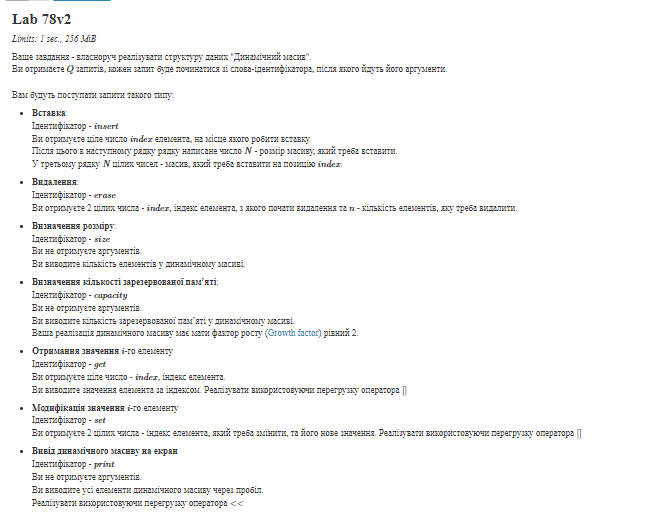 Lab 78v2
Limits: 1 sec., 256 MiB
Ваше завдання - власноруч реалізувати структуру даних "Динамічний масив".
Ви отримаєте Q запитів, кожен запит буде починатися зі слова-ідентифікатора, після якого йдуть його аргументи.
Вам будуть поступати запити такого типу:
Вставка:
Ідентифікатор - insert
Ви отримуєте ціле число index елемента, на місце якого робити вставку.
Після цього в наступному рядку рядку написане число N - розмір масиву, який треба вставити.
У третьому рядку N цілих чисел - масив, який треба вставити на позицію index.
Видалення:
Ідентифікатор - erase
Ви отримуєте 2 цілих числа - index, індекс елемента, з якого почати видалення та n - кількість елементів, яку треба видалити.
Визначення розміру:
Ідентифікатор - size
Ви не отримуєте аргументів.
Ви виводите кількість елементів у динамічному масиві.
Визначення кількості зарезервованої пам'яті:
Ідентифікатор - capacity
Ви не отримуєте аргументів.
Ви виводите кількість зарезервованої пам'яті у динамічному масиві.
Ваша реалізація динамічного масиву має мати фактор росту (Growth factor) рівний 2.
Отримання значення i-го елементу
Ідентифікатор - get
Ви отримуєте ціле число - index, індекс елемента.
Ви виводите значення елемента за індексом. Реалізувати використовуючи перегрузку оператора []
Модифікація значення i-го елементу
Ідентифікатор - set
Ви отримуєте 2 цілих числа - індекс елемента, який треба змінити, та його нове значення. Реалізувати використовуючи перегрузку оператора []
Вивід динамічного масиву на екран
Ідентифікатор - print
Ви не отримуєте аргументів.
Ви виводите усі елементи динамічного масиву через пробіл.
Реалізувати використовуючи перегрузку оператора <<